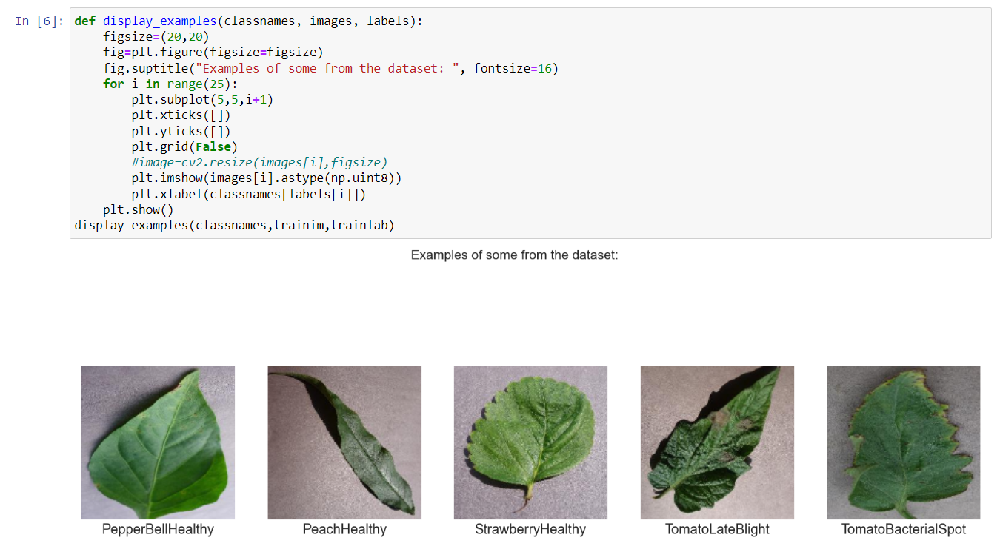 In [6]: def display_examples(classnames, images, labels):
    figsize=(20,20)
    fig=plt.figure(figsize=figsize)
    fig.suptitle("Examples of some from the dataset: ", fontsize=16)
    for i in range(25):
        plt.subplot(5,5,i+1)
        plt.xticks([])
        plt.yticks([])
        plt.grid(False)
        #image=cv2.resize(images[i],figsize)
        plt.imshow(images[i].astype(np.uint8))
        plt.xlabel(classnames[labels[i]])
    plt.show()
display_examples(classnames,trainim,trainlab)
Examples of some from the dataset:
PepperBellHealthy PeachHealthy StrawberryHealthy TomatoLateBlight TomatoBacterialSpot